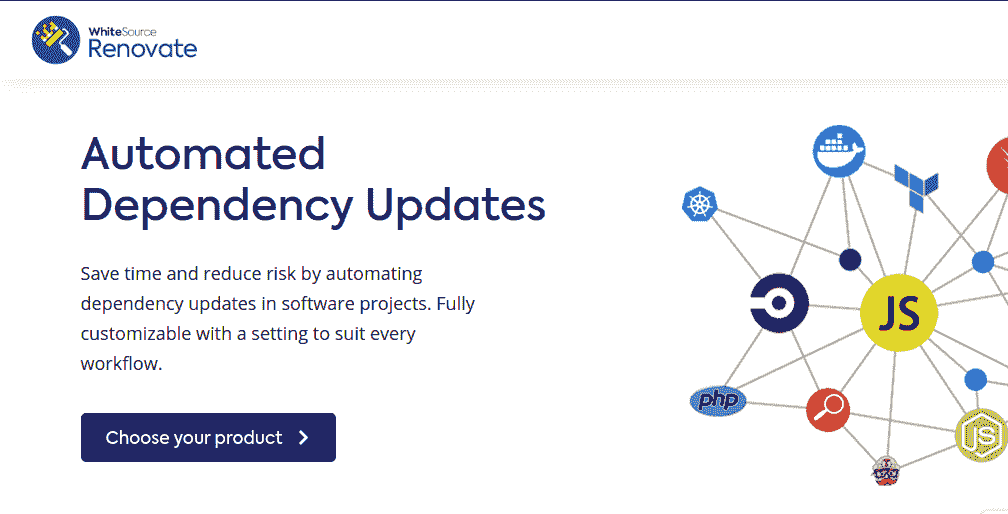 WhiteSource
Renovate
Automated
Dependency Updates
Save time and reduce risk by automating
dependency updates in software projects. Fully
customizable with a setting to suit every
workflow.
Choose your product
JS
php
JS